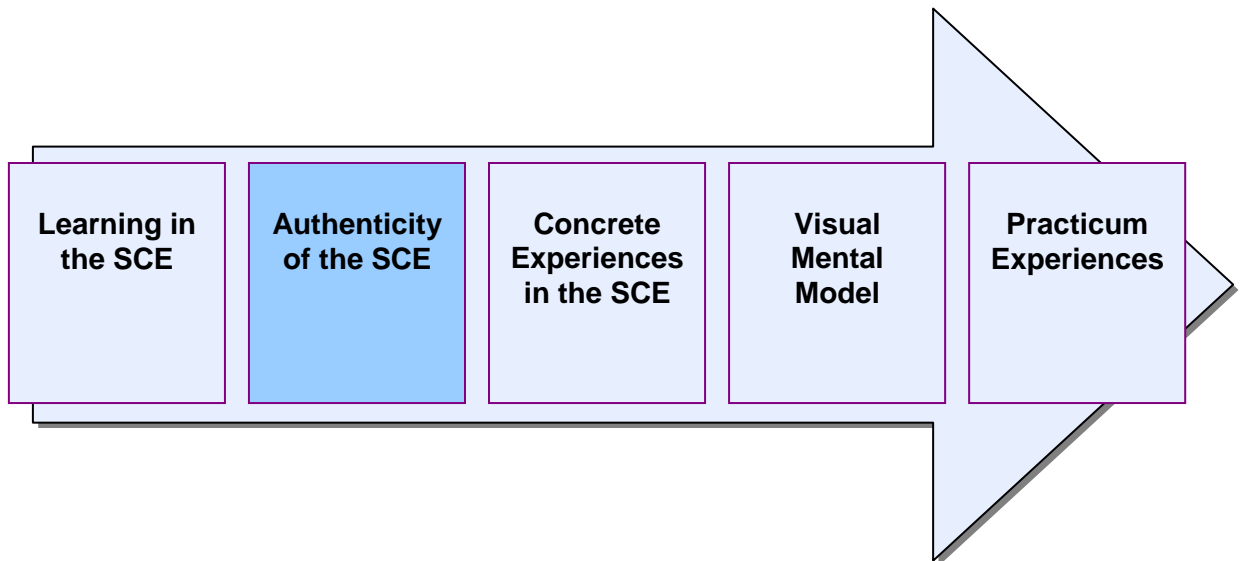 Learning in
the SCE
Authenticity
of the SCE
Concrete
Experiences
in the SCE
Visual
Mental
Model
Practicum
Experiences